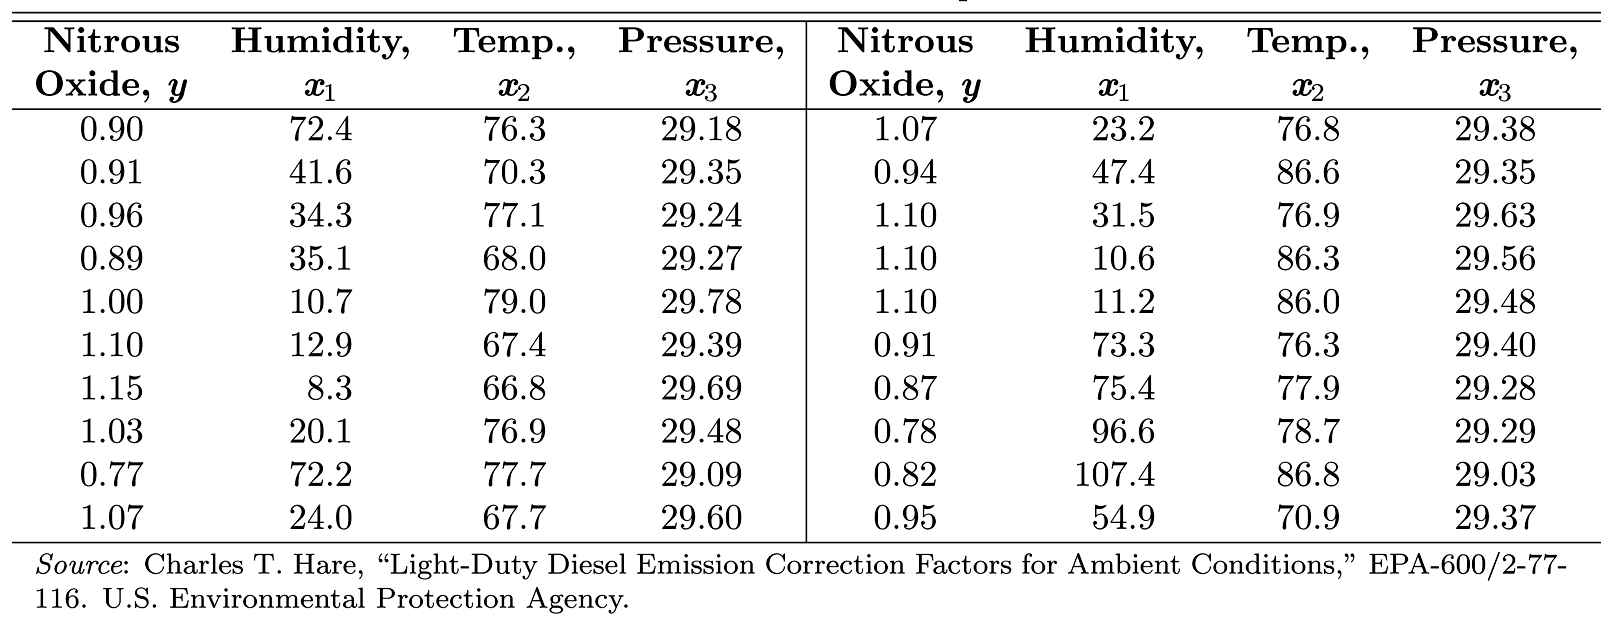 Nitrous Humidity, Temp., Pressure, Nitrous Humidity, Temp., Pressure,
Oxide, y x₁ x₂ x₃ Oxide, y x₁ x₂ x₃
0.90 72.4 76.3 29.18 1.07 23.2 76.8 29.38
0.91 41.6 70.3 29.35 0.94 47.4 86.6 29.35
0.96 34.3 77.1 29.24 1.10 31.5 76.9 29.63
0.89 35.1 68.0 29.27 1.10 10.6 86.3 29.56
1.00 10.7 79.0 29.78 1.10 11.2 86.0 29.48
1.10 12.9 67.4 29.39 0.91 73.3 76.3 29.40
1.15 8.3 66.8 29.69 0.87 75.4 77.9 29.28
1.03 20.1 76.9 29.48 0.78 96.6 78.7 29.29
0.77 72.2 77.7 29.09 0.82 107.4 86.8 29.03
1.07 24.0 67.7 29.60 0.95 54.9 70.9 29.37
Source: Charles T. Hare, “Light-Duty Diesel Emission Correction Factors for Ambient Conditions,” EPA-600/2-77-
116. U.S. Environmental Protection Agency.